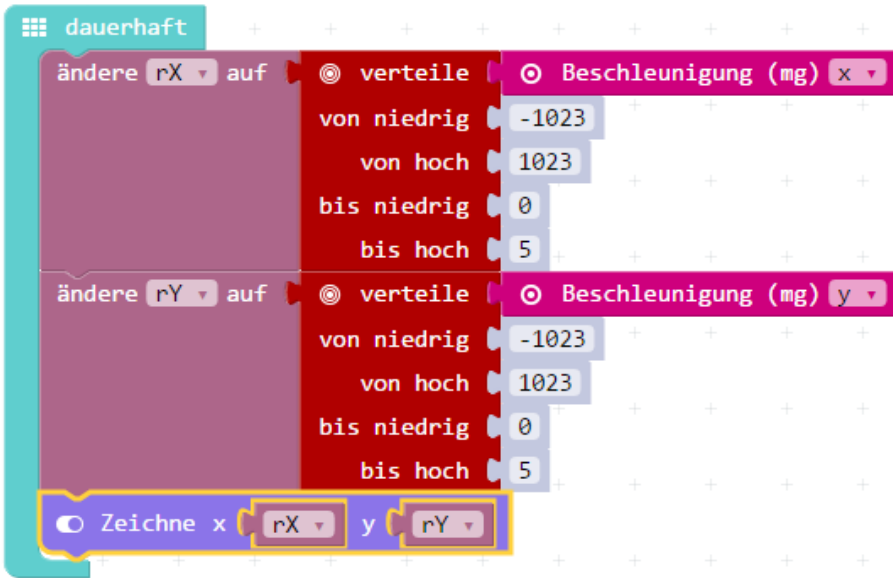 dauerhaft
ändere rX auf verteile Beschleunigung (mg) x
von niedrig -1023
von hoch 1023
bis niedrig 0
bis hoch 5
ändere rY auf verteile Beschleunigung (mg) y
von niedrig -1023
von hoch 1023
bis niedrig 0
bis hoch 5
Zeichne x rX y rY